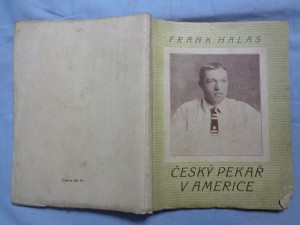 FRANK HALAS
ČESKÝ PEKAŘ
V AMERICE